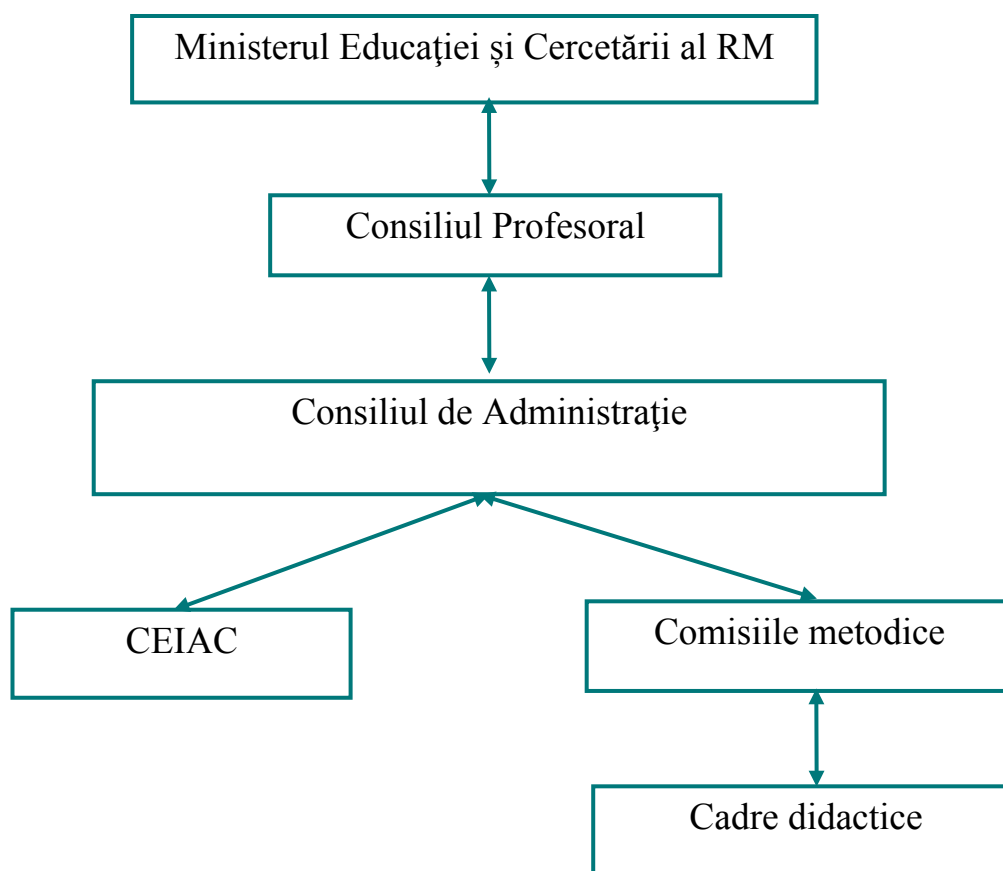 Ministerul Educaţiei și Cercetării al RM
Consiliul Profesoral
Consiliul de Administraţie
CEIAC
Comisiile metodice
Cadre didactice